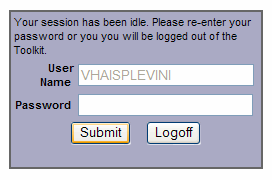 Your session has been idle. Please re-enter your
password or you you will be logged out of the
Toolkit.
User Name VHAISPLEVINI
Password
Submit Logoff